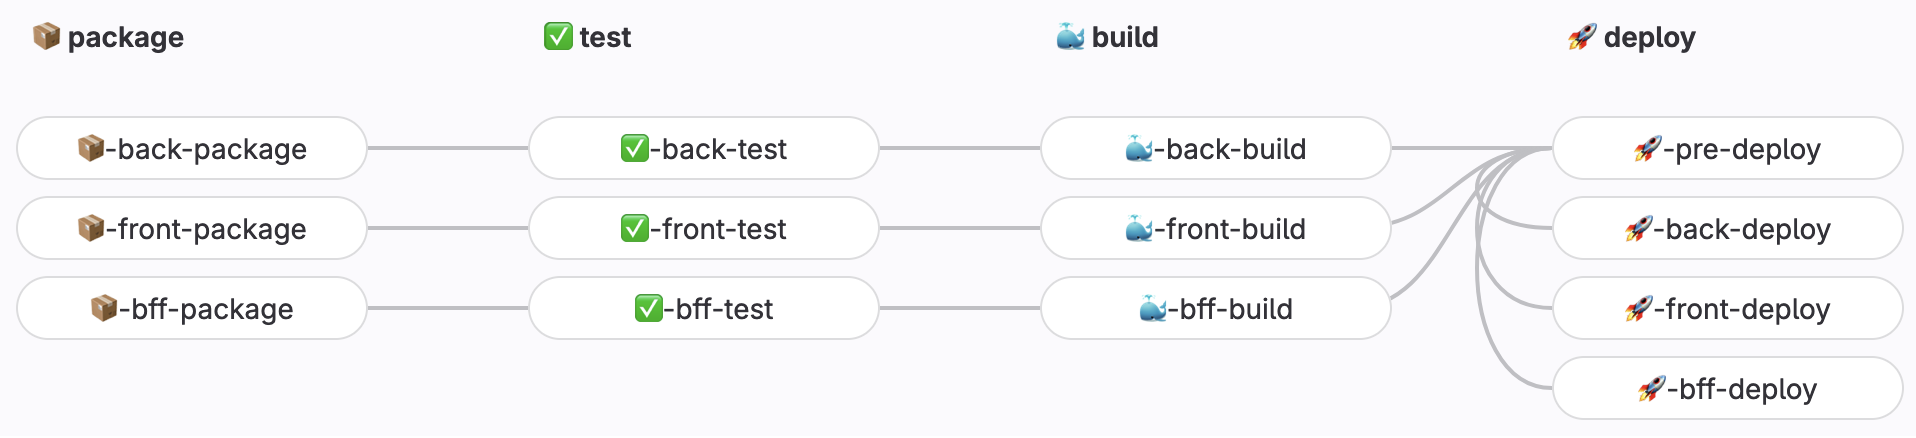 📦 package
✅ test
🐳 build
🚀 deploy
📦-back-package
✅-back-test
🐳-back-build
🚀-pre-deploy
📦-front-package
✅-front-test
🐳-front-build
🚀-back-deploy
📦-bff-package
✅-bff-test
🐳-bff-build
🚀-front-deploy
🚀-bff-deploy